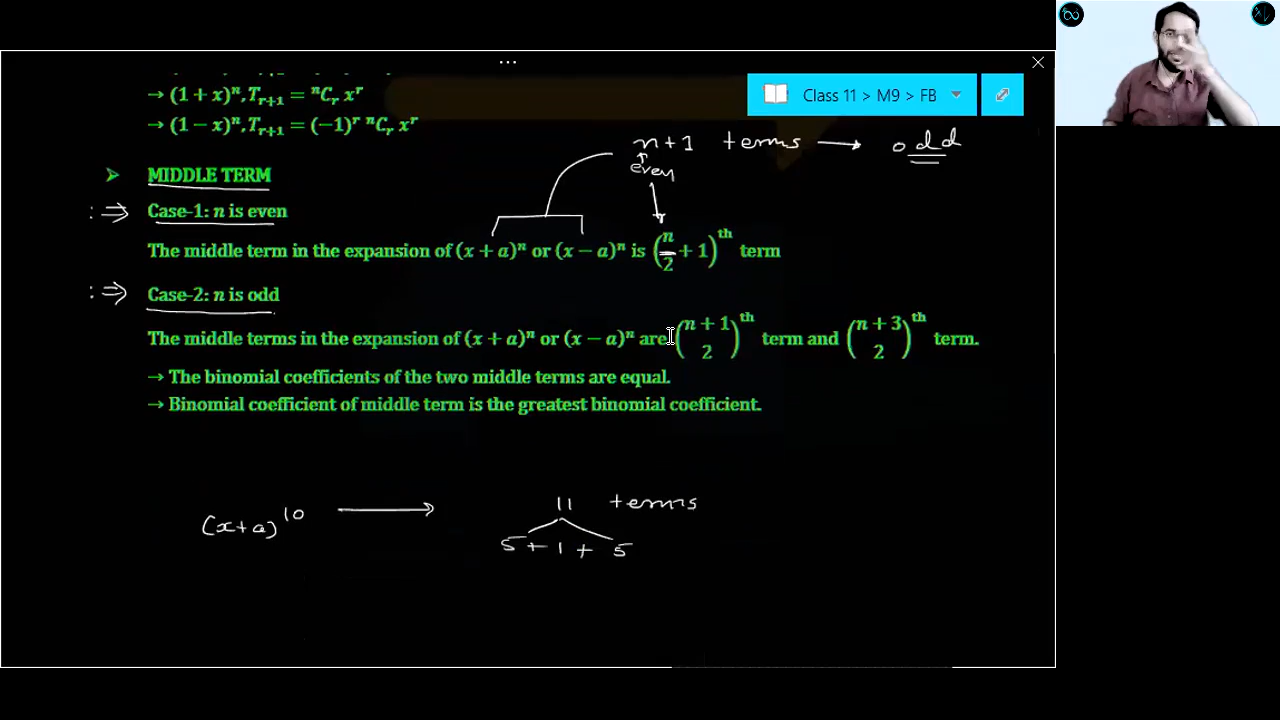 → (1 + x)ⁿ, Tᵣ₊₁ = ⁿCᵣ xʳ
Class 11 > M9 > FB
→ (1 − x)ⁿ, Tᵣ₊₁ = (−1)ʳ ⁿCᵣ xʳ
n+1 terms → odd
even
➤ MIDDLE TERM
:⇒ Case-1: n is even
The middle term in the expansion of (x + a)ⁿ or (x − a)ⁿ is (n/2 + 1)ᵗʰ term
:⇒ Case-2: n is odd
The middle terms in the expansion of (x + a)ⁿ or (x − a)ⁿ are ((n + 1)/2)ᵗʰ term and ((n + 3)/2)ᵗʰ term.
→ The binomial coefficients of the two middle terms are equal.
→ Binomial coefficient of middle term is the greatest binomial coefficient.
(x+a)¹⁰ → 11 terms
5 + 1 + 5